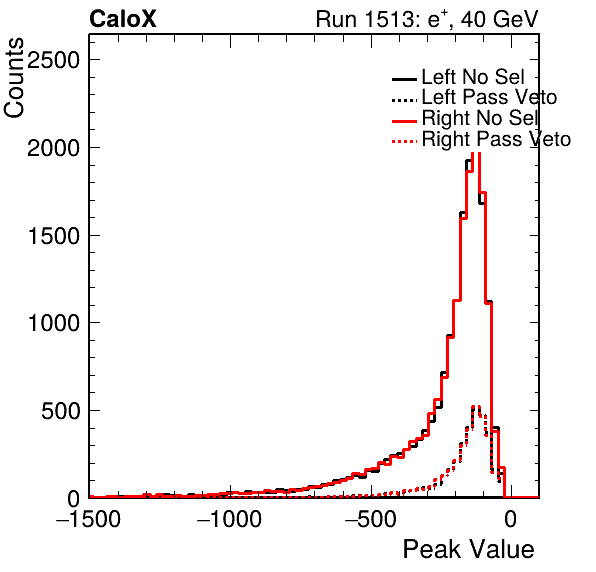 CaloX Run 1513: e⁺, 40 GeV
Counts
2500
2000
1500
1000
500
0
Left No Sel
Left Pass Veto
Right No Sel
Right Pass Veto
−1500 −1000 −500 0
Peak Value